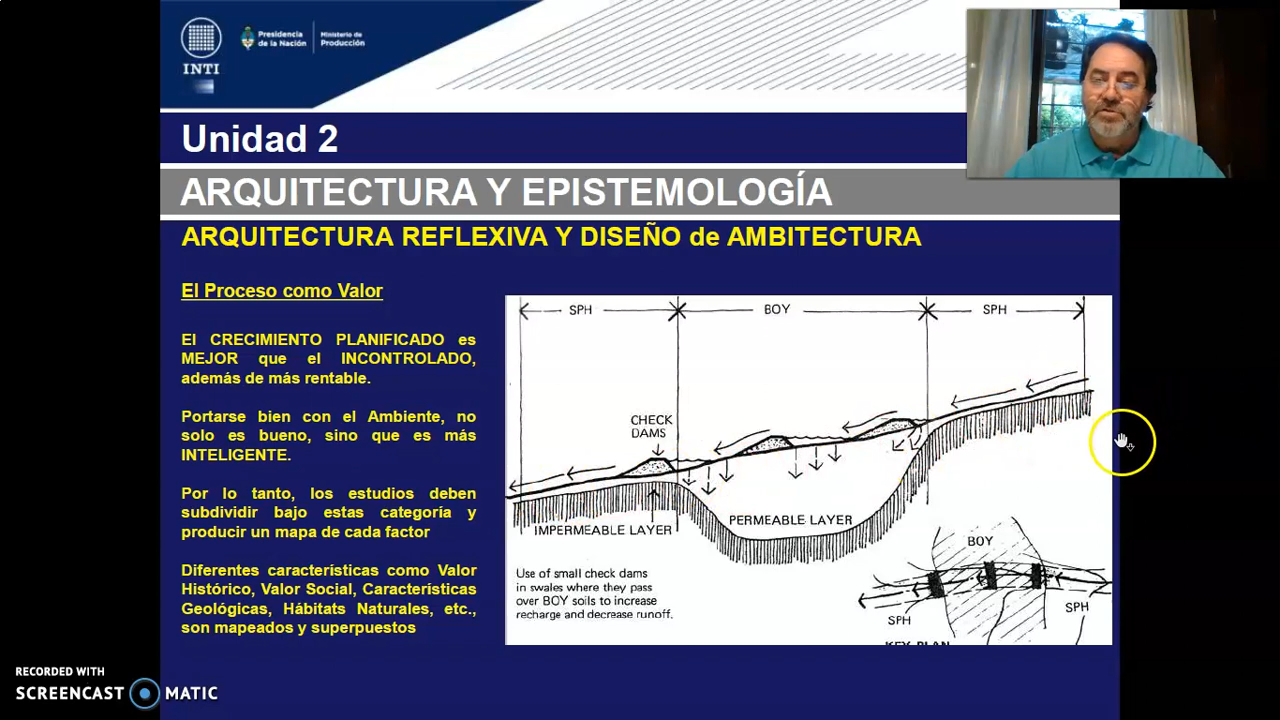 INTI
Presidencia
de la Nación
Ministerio de
Producción
Unidad 2
ARQUITECTURA Y EPISTEMOLOGÍA
ARQUITECTURA REFLEXIVA Y DISEÑO de AMBITECTURA
El Proceso como Valor
El CRECIMIENTO PLANIFICADO es
MEJOR que el INCONTROLADO,
además de más rentable.
Portarse bien con el Ambiente, no
solo es bueno, sino que es más
INTELIGENTE.
Por lo tanto, los estudios deben
subdividir bajo estas categoría y
producir un mapa de cada factor
Diferentes características como Valor
Histórico, Valor Social, Características
Geológicas, Hábitats Naturales, etc.,
son mapeados y superpuestos
SPH
BOY
SPH
CHECK
DAMS
IMPERMEABLE LAYER
PERMEABLE LAYER
Use of small check dams
in swales where they pass
over BOY soils to increase
recharge and decrease runoff.
BOY
SPH
SPH
KEY PLAN
RECORDED WITH
SCREENCAST MATIC